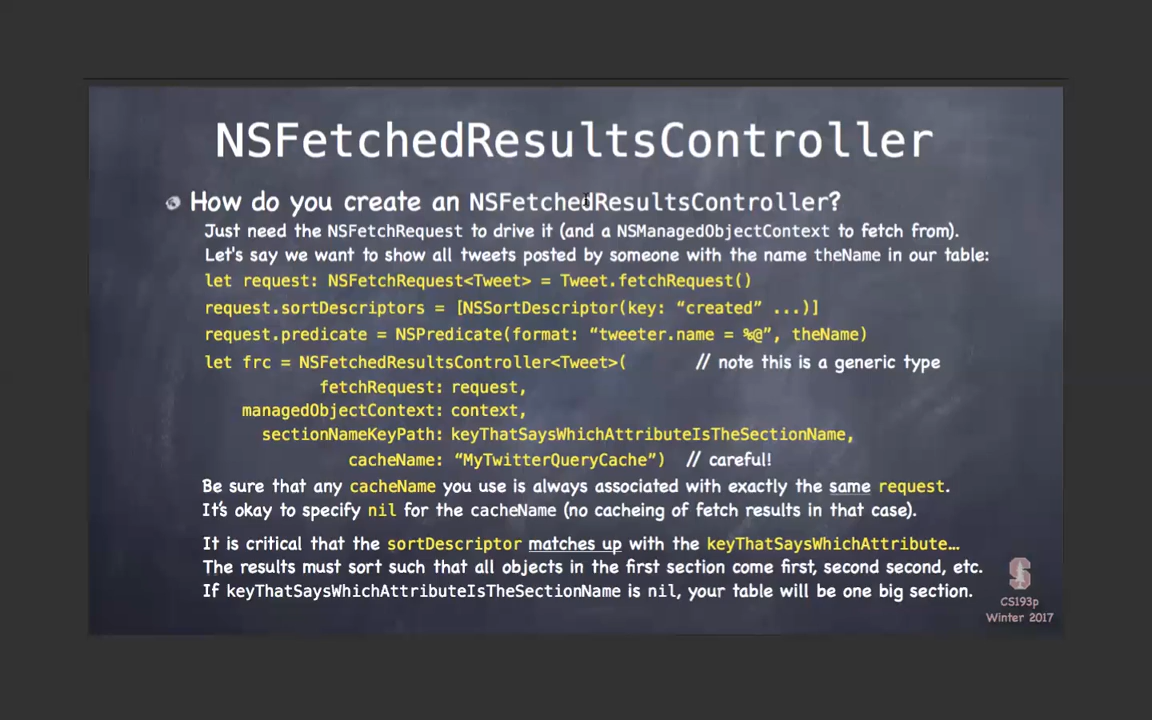 NSFetchedResultsController
How do you create an NSFetchedResultsController?
Just need the NSFetchRequest to drive it (and a NSManagedObjectContext to fetch from).
Let's say we want to show all tweets posted by someone with the name theName in our table:
let request: NSFetchRequest<Tweet> = Tweet.fetchRequest()
request.sortDescriptors = [NSSortDescriptor(key: “created” ...)]
request.predicate = NSPredicate(format: “tweeter.name = %@”, theName)
let frc = NSFetchedResultsController<Tweet>( // note this is a generic type
fetchRequest: request,
managedObjectContext: context,
sectionNameKeyPath: keyThatSaysWhichAttributeIsTheSectionName,
cacheName: “MyTwitterQueryCache”) // careful!
Be sure that any cacheName you use is always associated with exactly the same request.
It’s okay to specify nil for the cacheName (no cacheing of fetch results in that case).
It is critical that the sortDescriptor matches up with the keyThatSaysWhichAttribute...
The results must sort such that all objects in the first section come first, second second, etc.
If keyThatSaysWhichAttributeIsTheSectionName is nil, your table will be one big section.
CS193p
Winter 2017